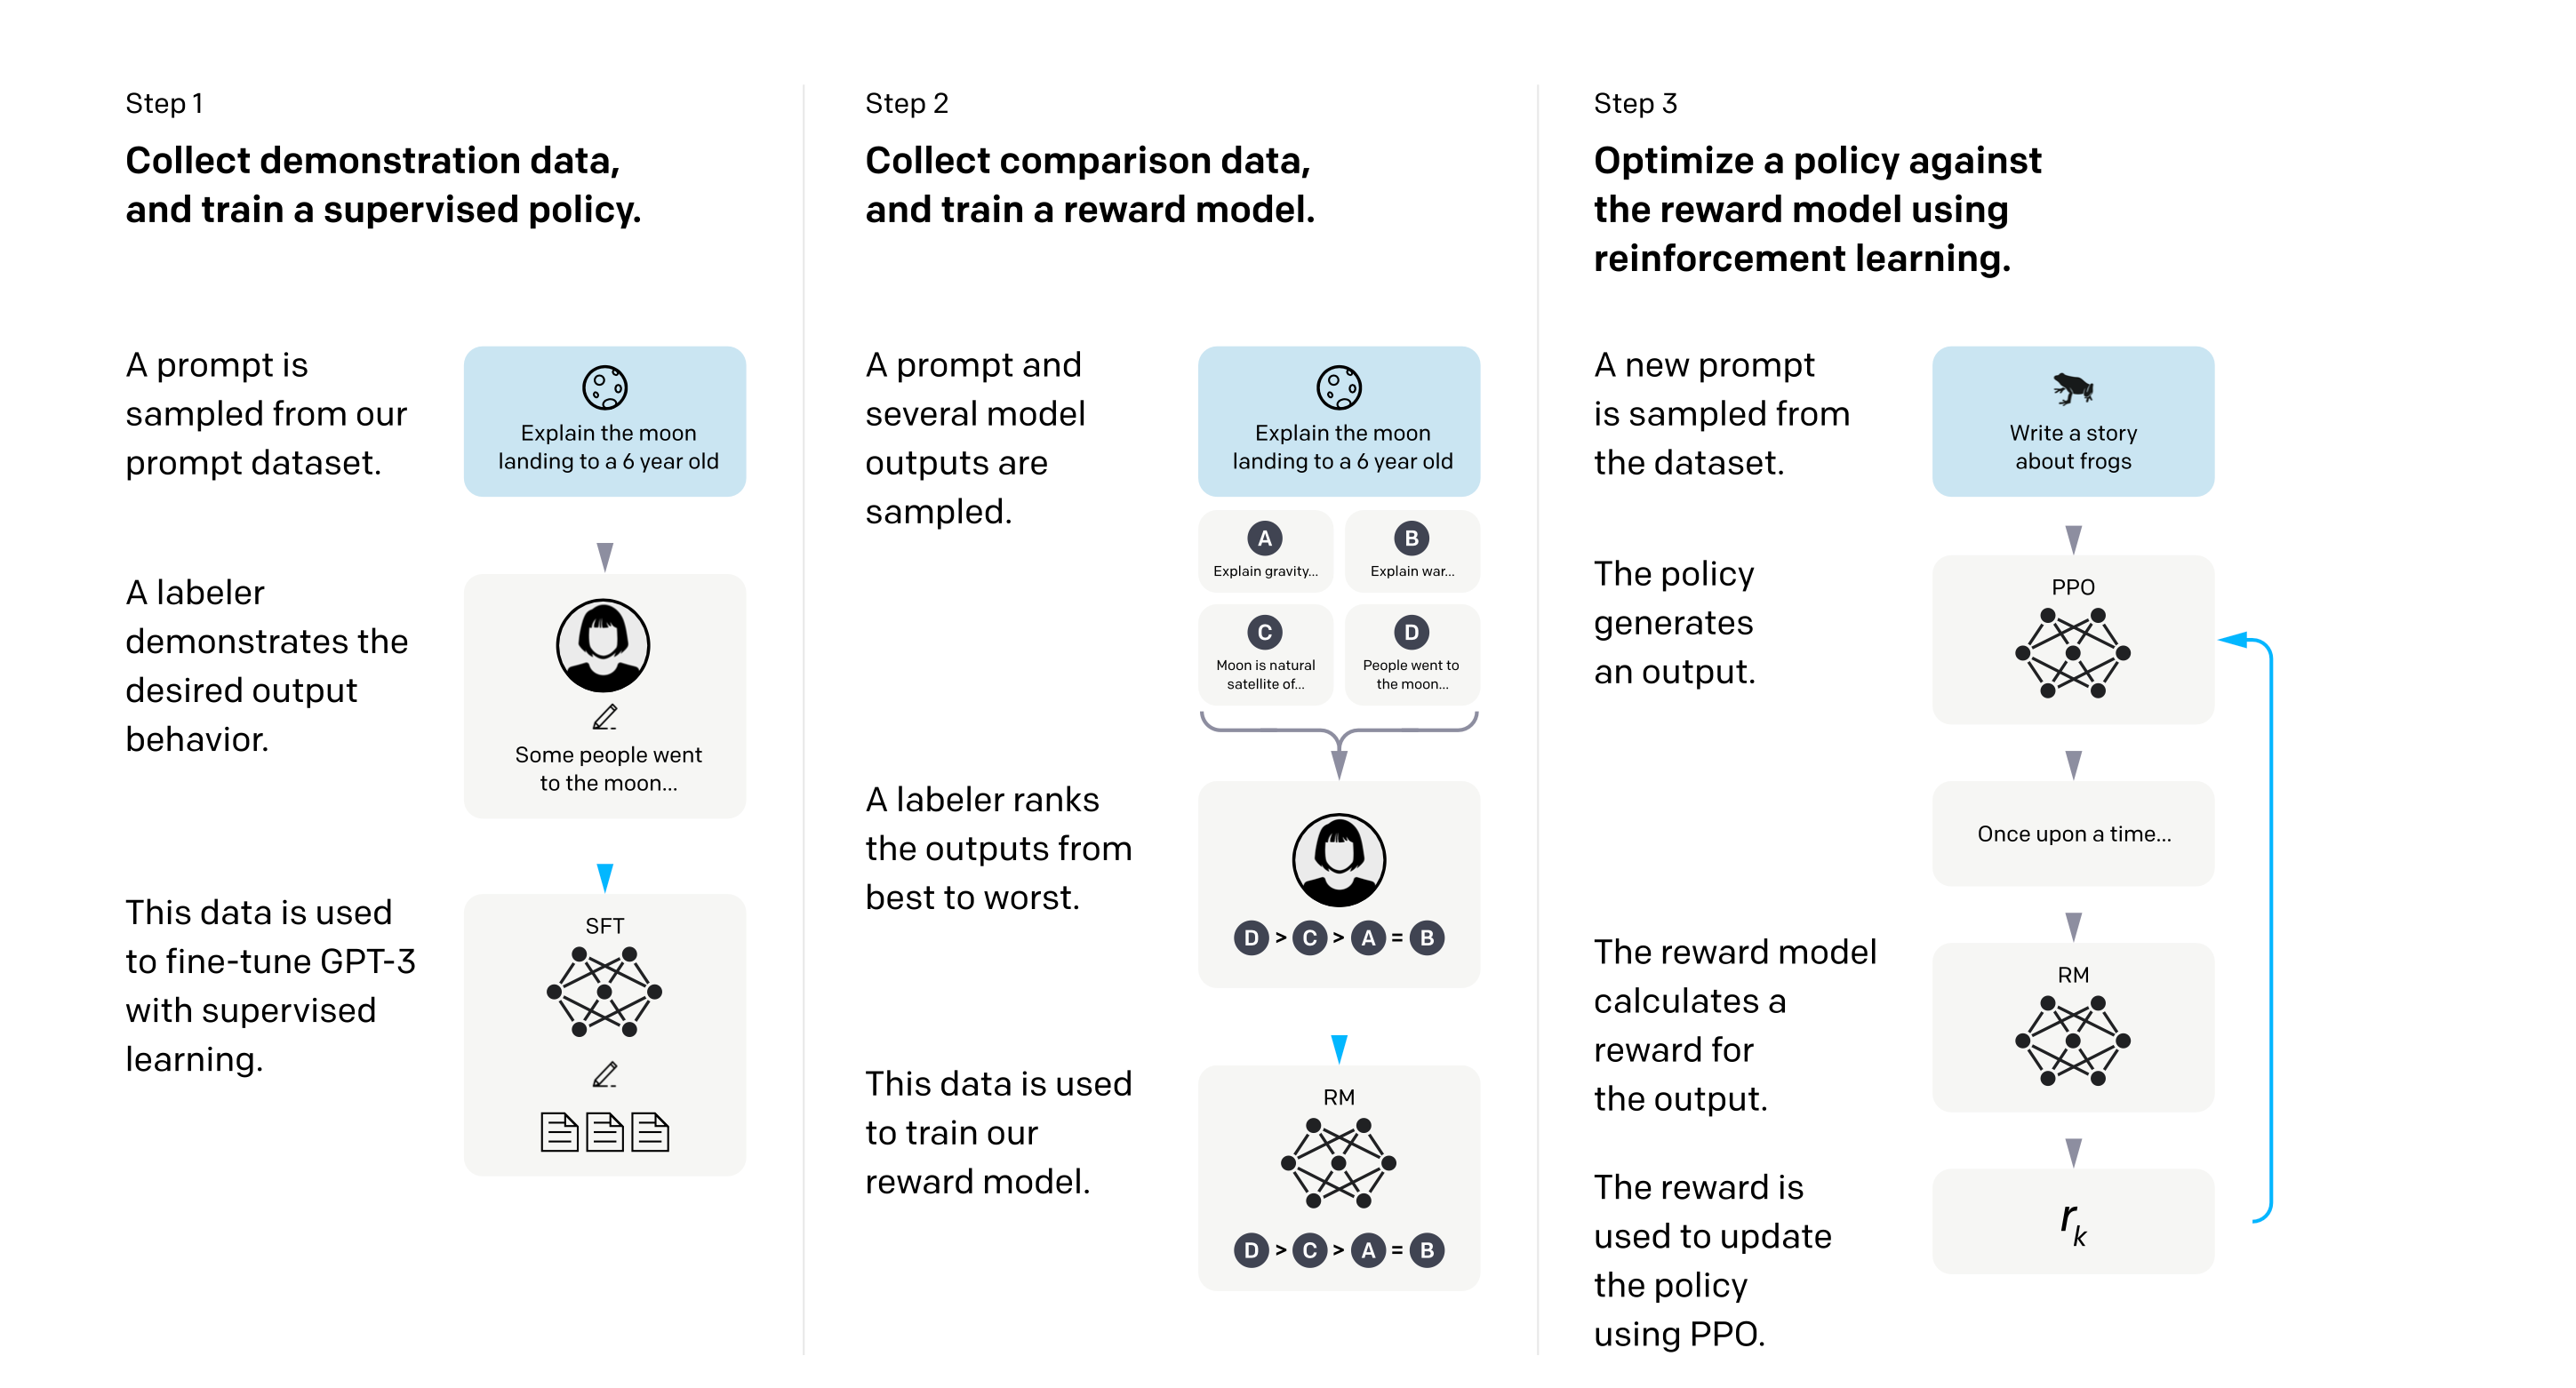 Step 1
Collect demonstration data,
and train a supervised policy.
A prompt is
sampled from our
prompt dataset.
Explain the moon
landing to a 6 year old
A labeler
demonstrates the
desired output
behavior.
Some people went
to the moon...
This data is used
to fine-tune GPT-3
with supervised
learning.
SFT
Step 2
Collect comparison data,
and train a reward model.
A prompt and
several model
outputs are
sampled.
Explain the moon
landing to a 6 year old
A
Explain gravity...
B
Explain war...
C
Moon is natural
satellite of...
D
People went to
the moon...
A labeler ranks
the outputs from
best to worst.
D > C > A = B
This data is used
to train our
reward model.
RM
D > C > A = B
Step 3
Optimize a policy against
the reward model using
reinforcement learning.
A new prompt
is sampled from
the dataset.
Write a story
about frogs
The policy
generates
an output.
PPO
Once upon a time...
The reward model
calculates a
reward for
the output.
RM
The reward is
used to update
the policy
using PPO.
rk